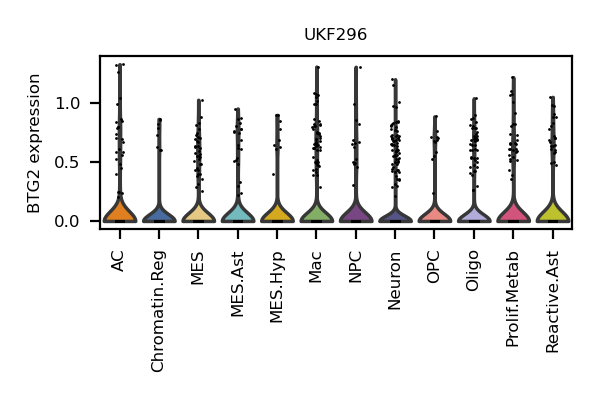 UKF296
BTG2 expression
1.0
0.5
0.0
AC
Chromatin.Reg
MES
MES.Ast
MES.Hyp
Mac
NPC
Neuron
OPC
Oligo
Prolif.Metab
Reactive.Ast